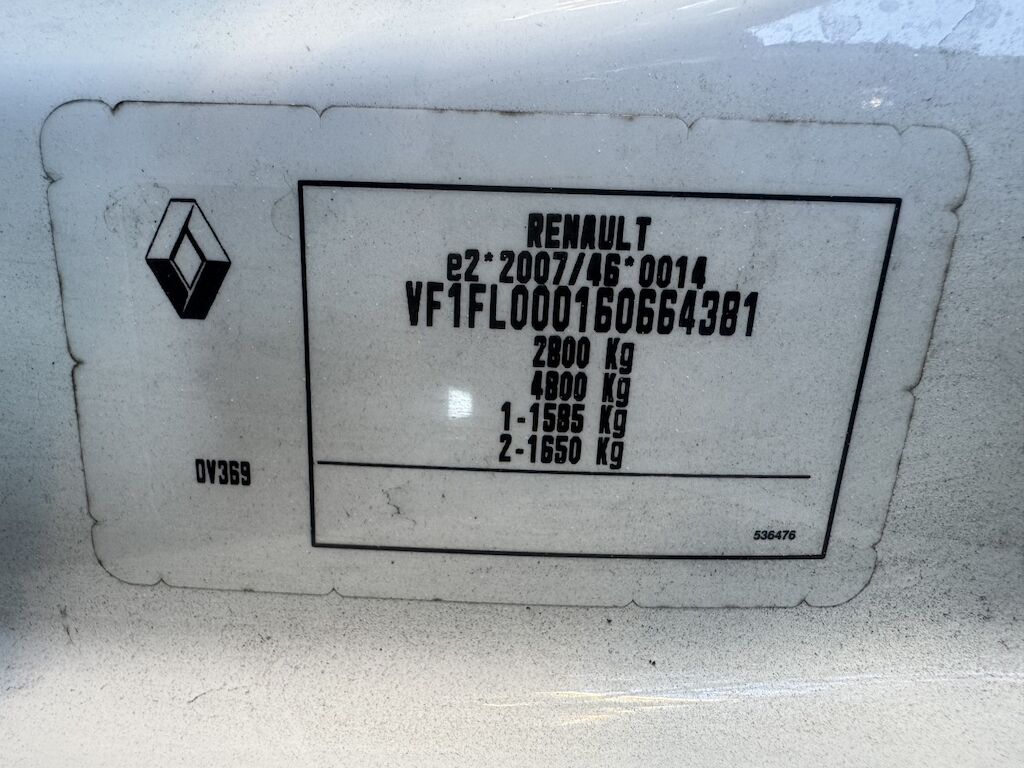 RENAULT
e2*2007/46*0014
VF1FL000160664381
2800 Kg
4800 Kg
1-1585 Kg
2-1650 Kg
DV369
536476